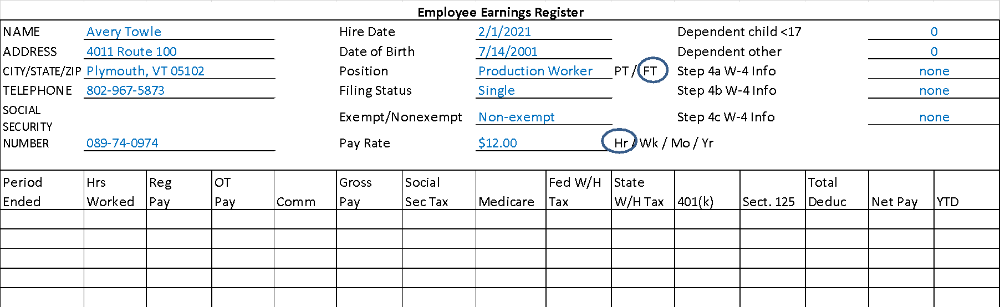 Employee Earnings Register
NAME Avery Towle Hire Date 2/1/2021 Dependent child <17 0
ADDRESS 4011 Route 100 Date of Birth 7/14/2001 Dependent other 0
CITY/STATE/ZIP Plymouth, VT 05102 Position Production Worker PT / FT Step 4a W-4 Info none
TELEPHONE 802-967-5873 Filing Status Single Step 4b W-4 Info none
SOCIAL
SECURITY Exempt/Nonexempt Non-exempt Step 4c W-4 Info none
NUMBER 089-74-0974 Pay Rate $12.00 Hr / Wk / Mo / Yr
Period Hrs Reg OT Gross Social Fed W/H State Total
Ended Worked Pay Pay Comm Pay Sec Tax Medicare Tax W/H Tax 401(k) Sect. 125 Deduc Net Pay YTD